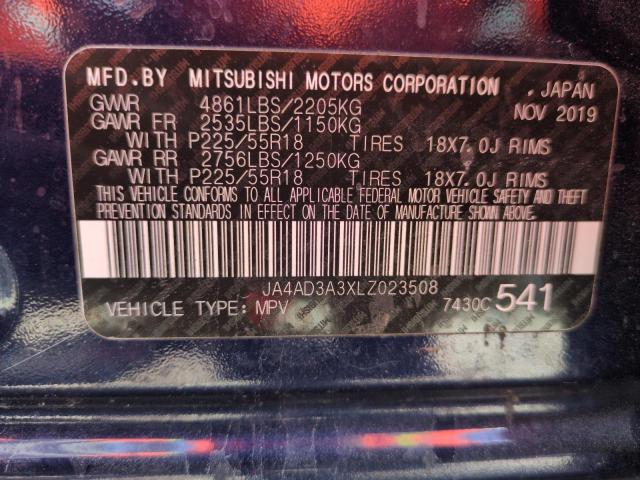 MFD.BY MITSUBISHI MOTORS CORPORATION . JAPAN
GVWR 4861LBS/2205KG NOV 2019
GAWR FR 2535LBS/1150KG
WITH P225/55R18 TIRES 18X7.0J RIMS
GAWR RR 2756LBS/1250KG
WITH P225/55R18 TIRES 18X7.0J RIMS
THIS VEHICLE CONFORMS TO ALL APPLICABLE FEDERAL MOTOR VEHICLE SAFETY AND THEFT
PREVENTION STANDARDS IN EFFECT ON THE DATE OF MANUFACTURE SHOWN ABOVE.
JA4AD3A3XLZ023508
VEHICLE TYPE: MPV 7430C 541